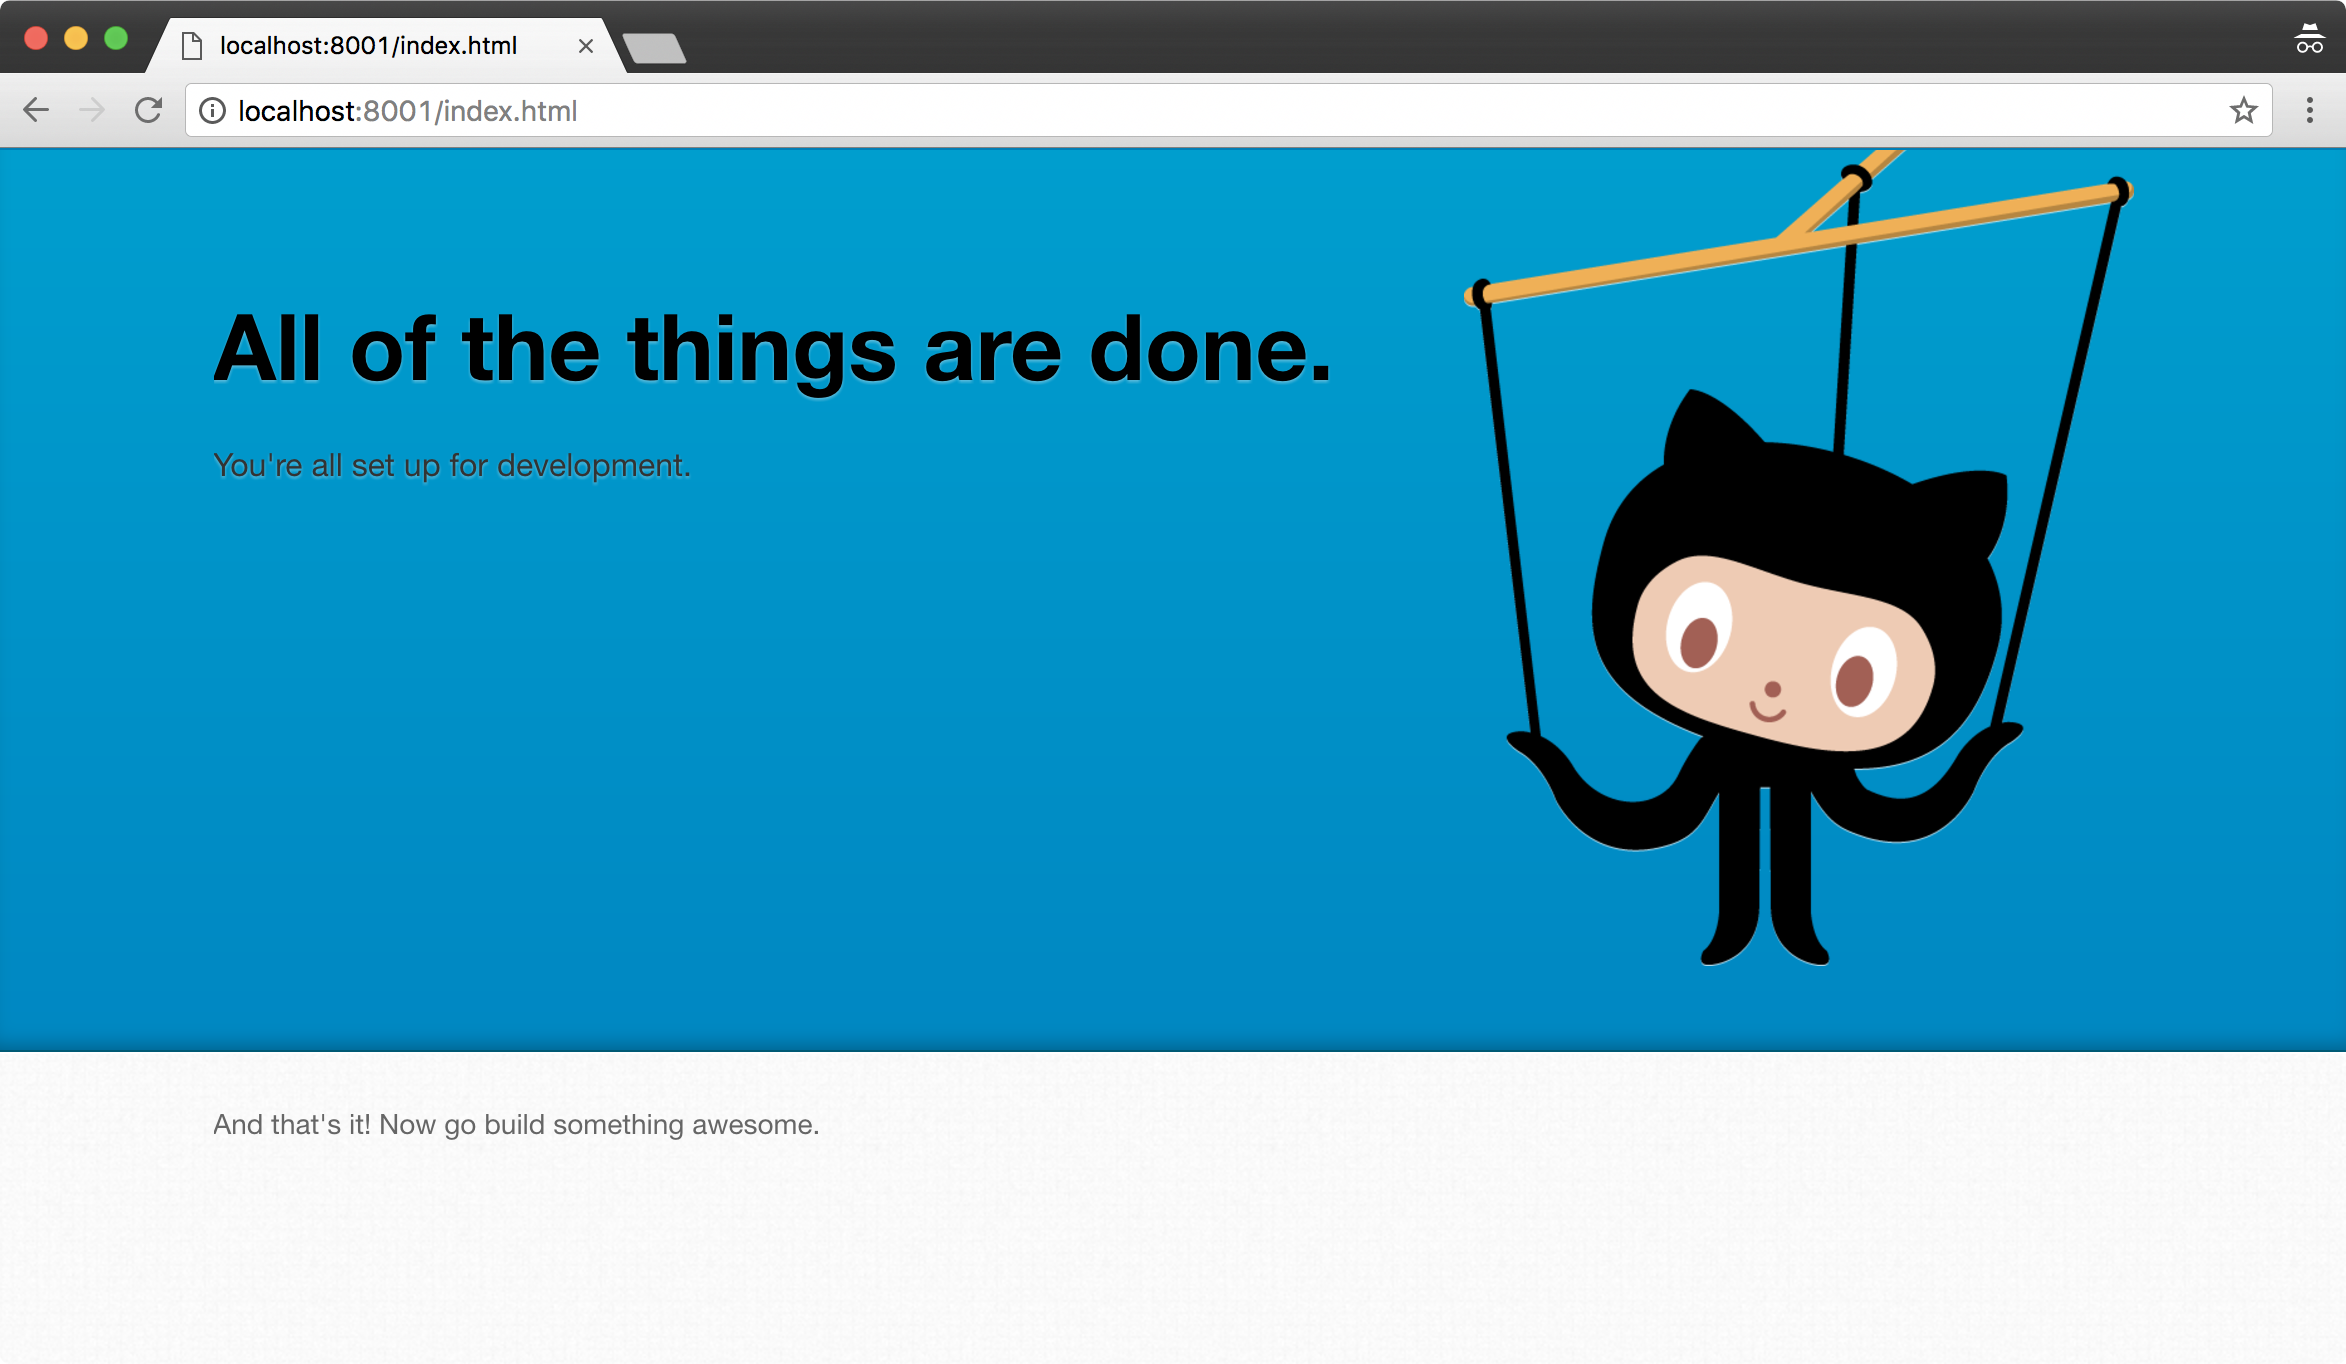 localhost:8001/index.html
localhost:8001/index.html
All of the things are done.
You're all set up for development.
And that's it! Now go build something awesome.